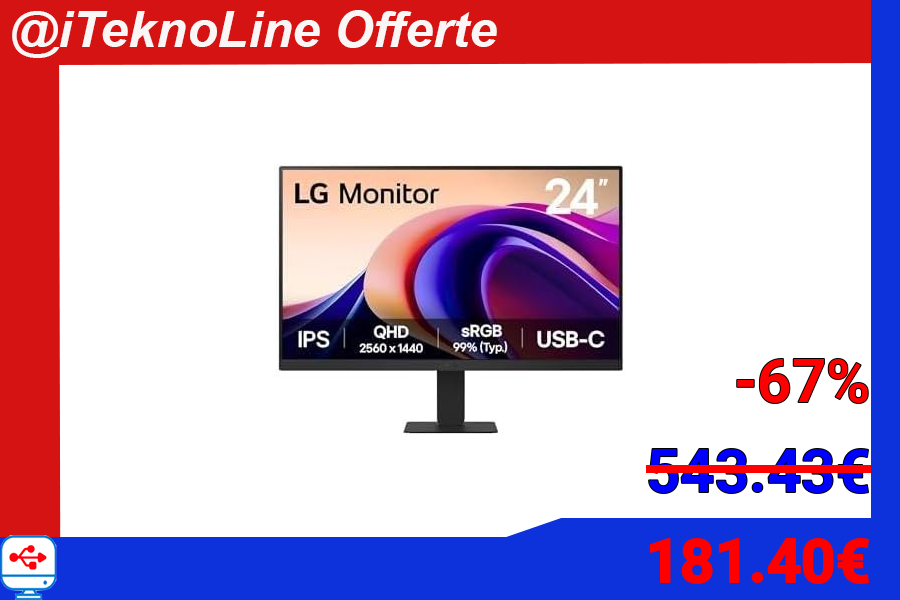 @iTeknoLine Offerte
LG Monitor
24"
IPS
QHD
2560 x 1440
sRGB
99% (Typ.)
USB-C
-67%
543.43€
181.40€